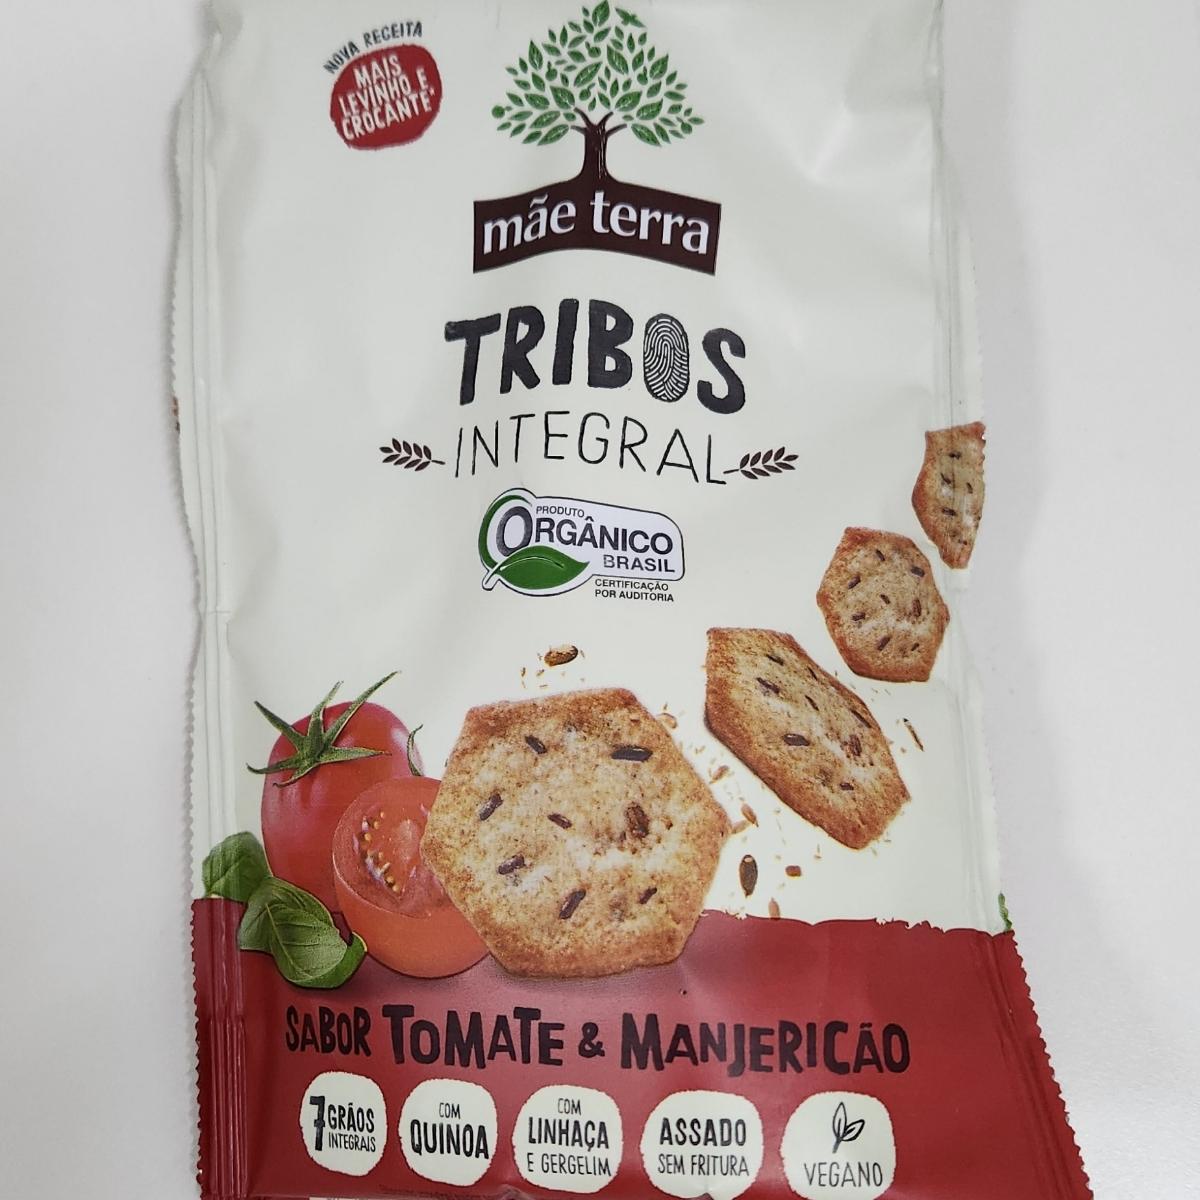 NOVA RECEITA
MAIS
LEVINHO E
CROCANTE*
mãe terra
TRIBOS
INTEGRAL
PRODUTO
ORGÂNICO
BRASIL
CERTIFICAÇÃO
POR AUDITORIA
SABOR TOMATE & MANJERICÃO
7 GRÃOS
INTEGRAIS
COM
QUINOA
COM
LINHAÇA
E GERGELIM
ASSADO
SEM FRITURA
VEGANO